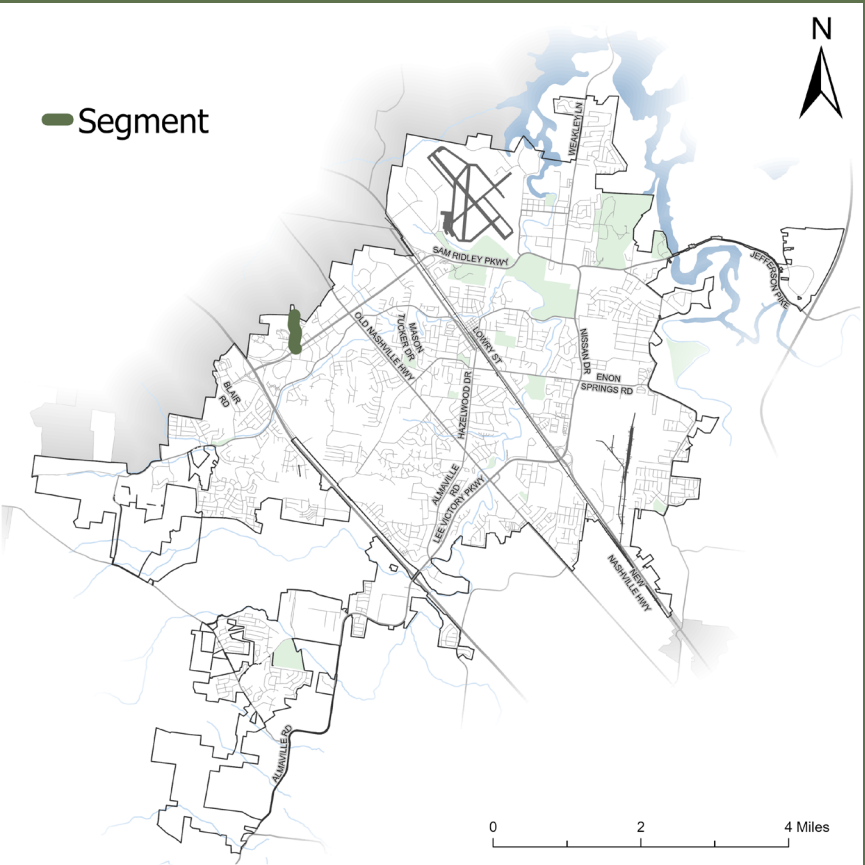 N
Segment
WEAKLEY LN
SAM RIDLEY PKWY
JEFFERSON PIKE
OLD NASHVILLE HWY
MASON
TUCKER DR
LOWRY ST
NISSAN DR
ENON
SPRINGS RD
BLAIR
RD
HAZELWOOD DR
ALMAVILLE
RD
LEE VICTORY PKWY
NEW
NASHVILLE HWY
ALMAVILLE RD
0 2 4 Miles